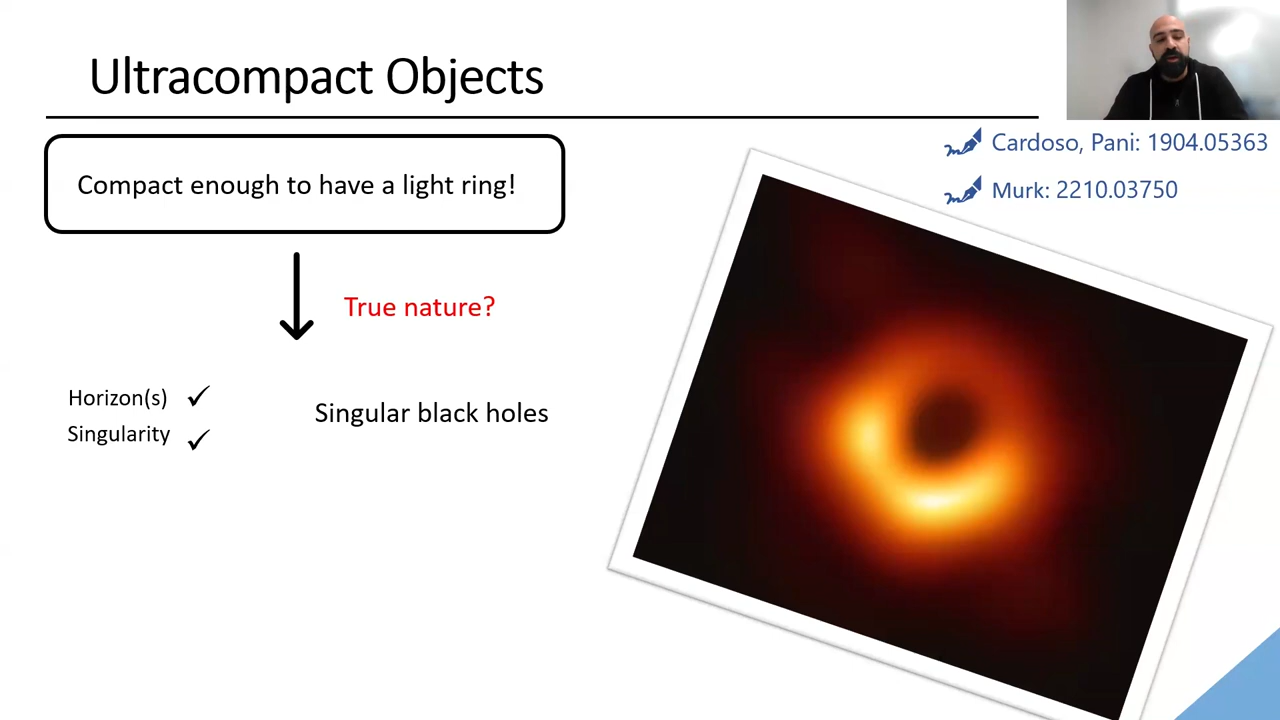 Ultracompact Objects
Compact enough to have a light ring!
Cardoso, Pani: 1904.05363
Murk: 2210.03750
True nature?
Horizon(s) ✓
Singularity ✓
Singular black holes